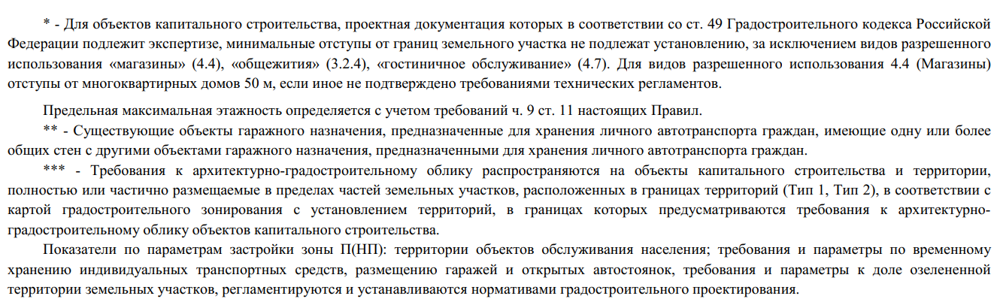 * - Для объектов капитального строительства, проектная документация которых в соответствии со ст. 49 Градостроительного кодекса Российской
Федерации подлежит экспертизе, минимальные отступы от границ земельного участка не подлежат установлению, за исключением видов разрешенного
использования «магазины» (4.4), «общежития» (3.2.4), «гостиничное обслуживание» (4.7). Для видов разрешенного использования 4.4 (Магазины)
отступы от многоквартирных домов 50 м, если иное не подтверждено требованиями технических регламентов.
Предельная максимальная этажность определяется с учетом требований ч. 9 ст. 11 настоящих Правил.
** - Существующие объекты гаражного назначения, предназначенные для хранения личного автотранспорта граждан, имеющие одну или более
общих стен с другими объектами гаражного назначения, предназначенными для хранения личного автотранспорта граждан.
*** - Требования к архитектурно-градостроительному облику распространяются на объекты капитального строительства и территории,
полностью или частично размещаемые в пределах частей земельных участков, расположенных в границах территорий (Тип 1, Тип 2), в соответствии с
картой градостроительного зонирования с установлением территорий, в границах которых предусматриваются требования к архитектурно-
градостроительному облику объектов капитального строительства.
Показатели по параметрам застройки зоны П(НП): территории объектов обслуживания населения; требования и параметры по временному
хранению индивидуальных транспортных средств, размещению гаражей и открытых автостоянок, требования и параметры к доле озелененной
территории земельных участков, регламентируются и устанавливаются нормативами градостроительного проектирования.